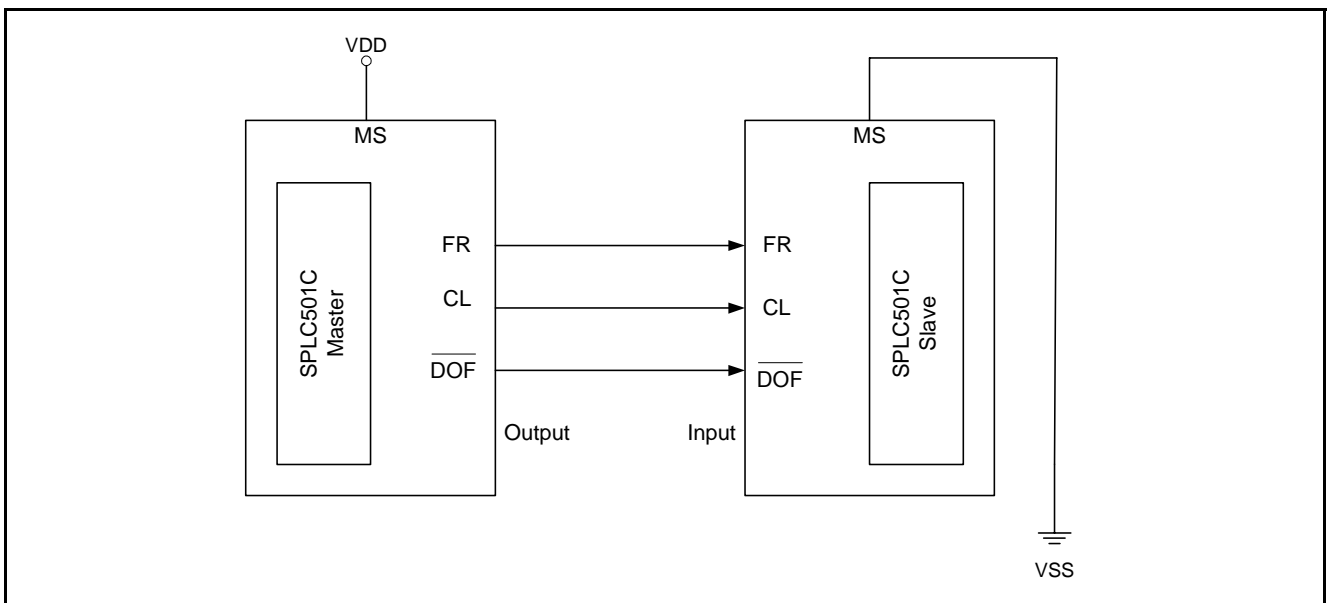 VDD
MS
MS
SPLC501C
Master
FR
FR
CL
CL
DOF
DOF
SPLC501C
Slave
Output
Input
VSS